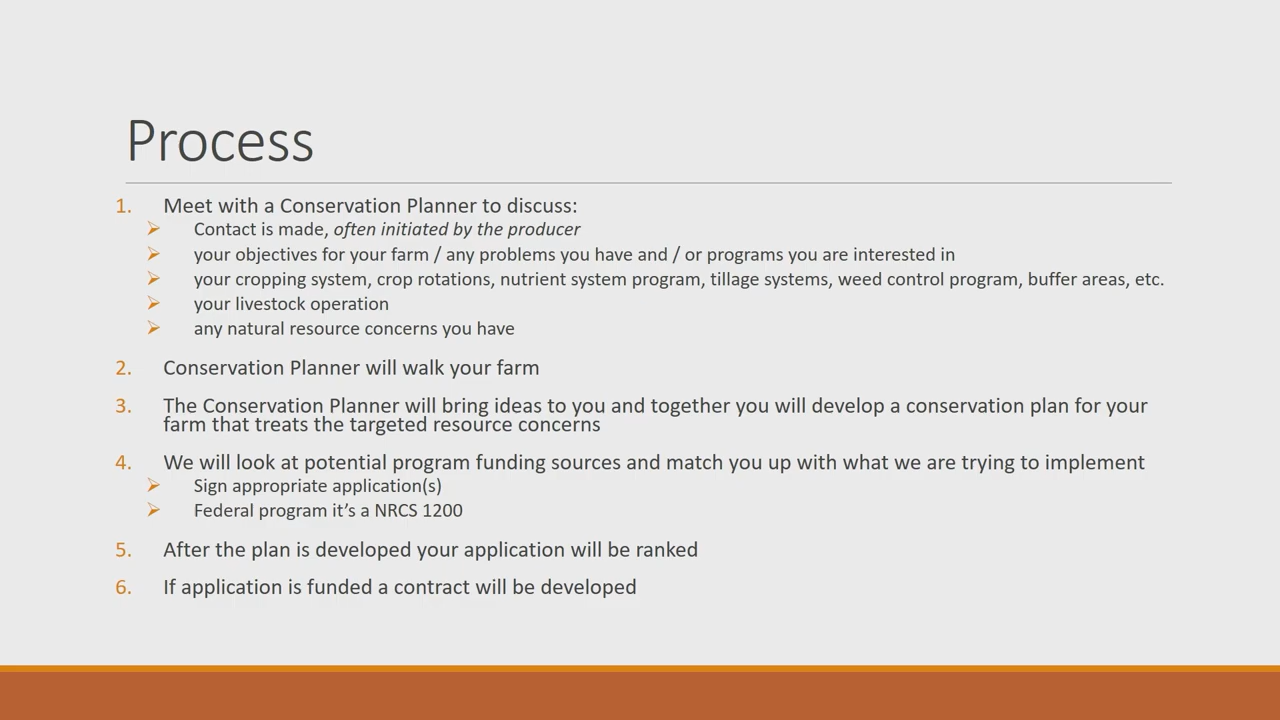 Process
1. Meet with a Conservation Planner to discuss:
➢ Contact is made, often initiated by the producer
➢ your objectives for your farm / any problems you have and / or programs you are interested in
➢ your cropping system, crop rotations, nutrient system program, tillage systems, weed control program, buffer areas, etc.
➢ your livestock operation
➢ any natural resource concerns you have
2. Conservation Planner will walk your farm
3. The Conservation Planner will bring ideas to you and together you will develop a conservation plan for your
farm that treats the targeted resource concerns
4. We will look at potential program funding sources and match you up with what we are trying to implement
➢ Sign appropriate application(s)
➢ Federal program it’s a NRCS 1200
5. After the plan is developed your application will be ranked
6. If application is funded a contract will be developed